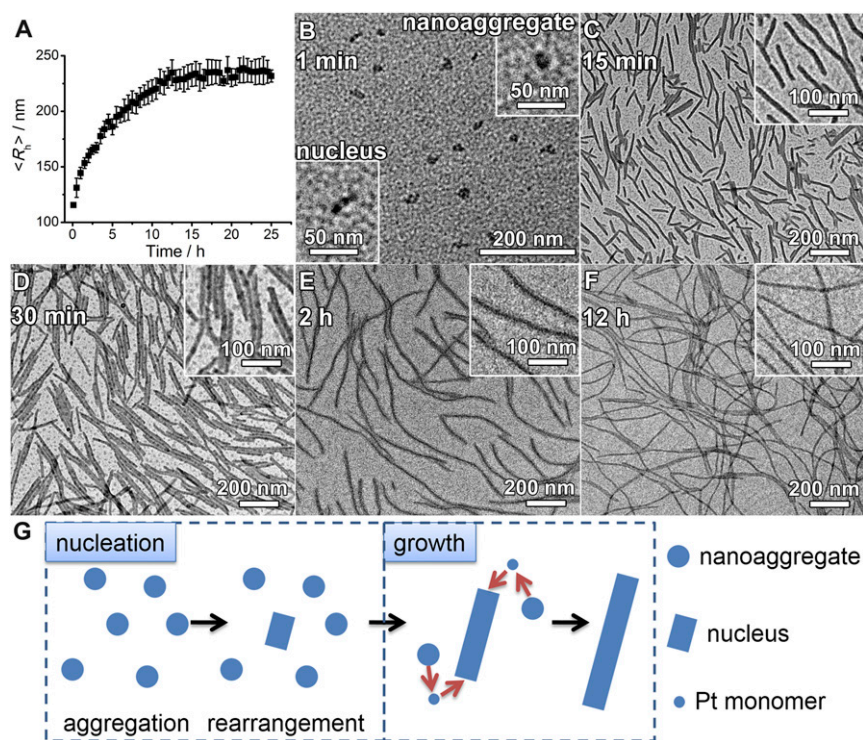 A
250
200
150
100
<Rh> / nm
0
5
10
15
20
25
Time / h
B
nanoaggregate
1 min
50 nm
nucleus
50 nm
200 nm
C
15 min
100 nm
200 nm
D
30 min
100 nm
200 nm
E
2 h
100 nm
200 nm
F
12 h
100 nm
200 nm
G
nucleation
growth
aggregation
rearrangement
nanoaggregate
nucleus
Pt monomer